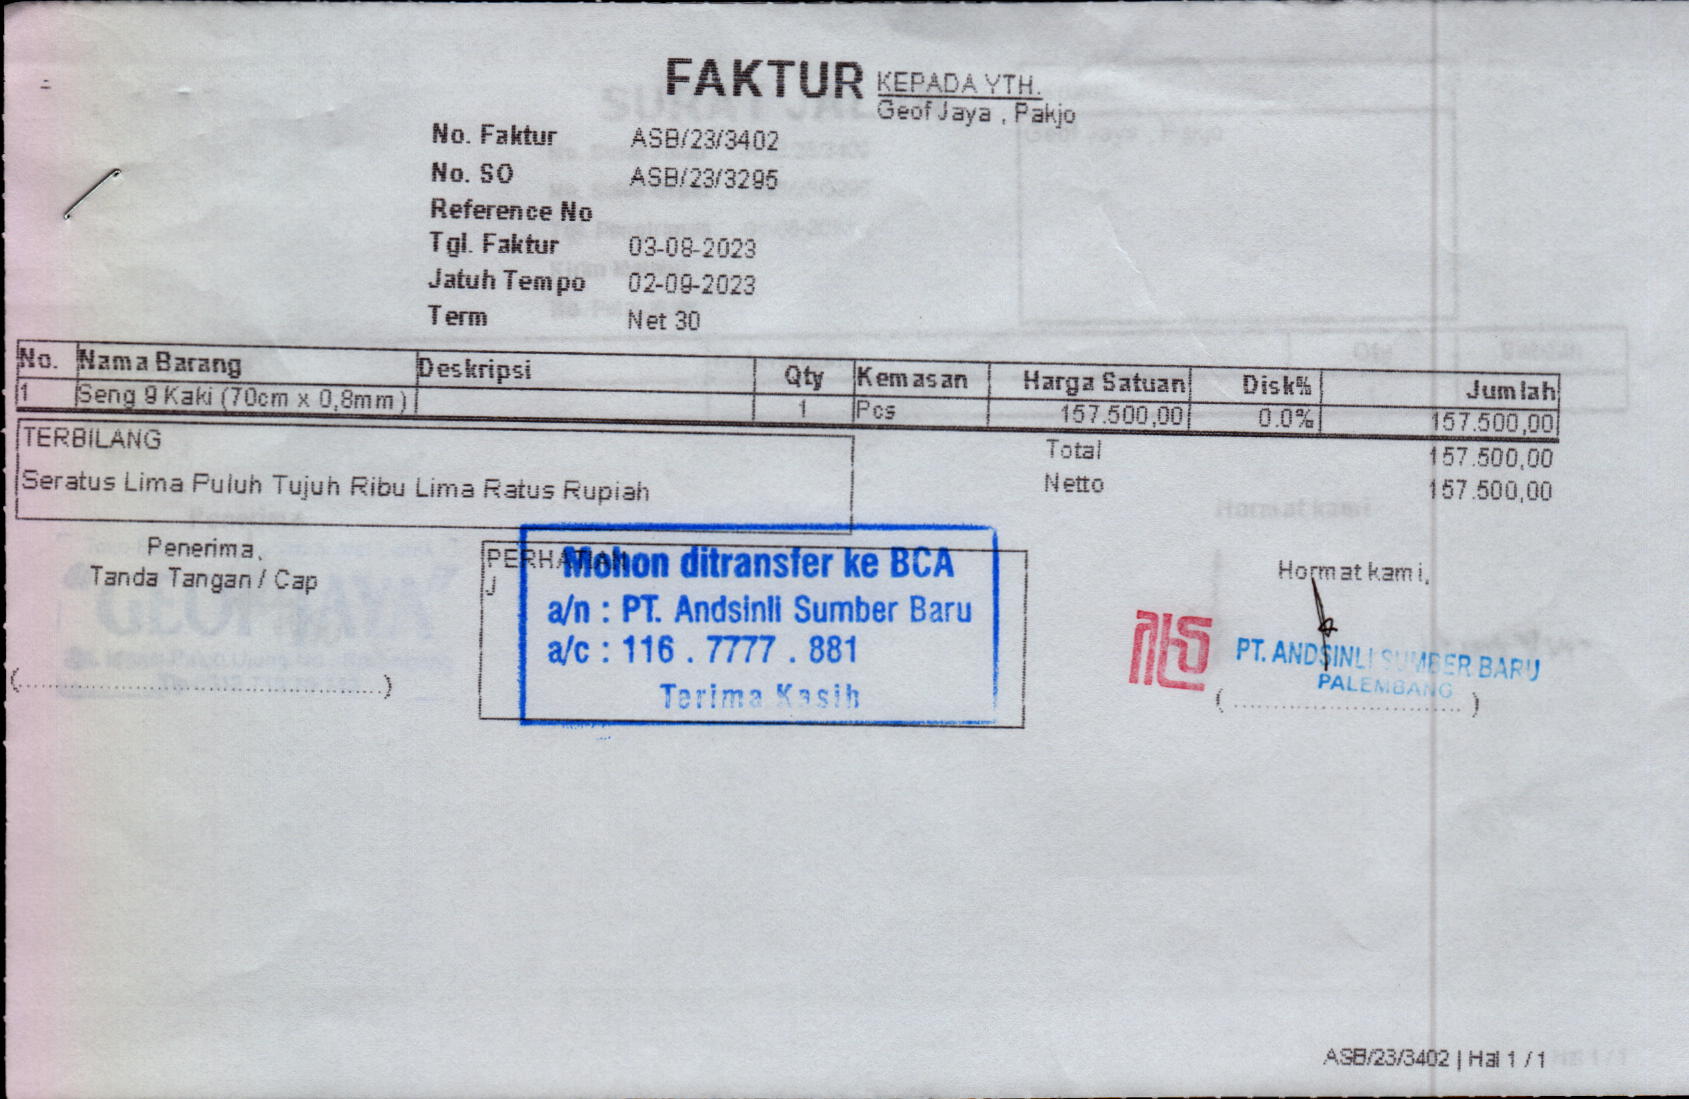 FAKTUR
KEPADA YTH.
Geof Jaya , Pakjo
No. Faktur ASB/23/3402
No. SO ASB/23/3295
Reference No
Tgl. Faktur 03-08-2023
Jatuh Tempo 02-09-2023
Term Net 30
No. Nama Barang Deskripsi Qty Kemasan Harga Satuan Disk% Jumlah
1 Seng 9 Kaki (70cm x 0,8mm) 1 Pcs 157.500,00 0.0% 157.500,00
TERBILANG
Seratus Lima Puluh Tujuh Ribu Lima Ratus Rupiah
Total 157.500,00
Netto 157.500,00
Penerima,
Tanda Tangan / Cap
(..........................................................)
PERHATIAN
J
Mohon ditransfer ke BCA
a/n : PT. Andsinli Sumber Baru
a/c : 116 . 7777 . 881
Terima Kasih
Hormat kami,
PT. ANDSINLI SUMBER BARU
PALEMBANG
( .................................... )
ASB/23/3402 | Hal 1 / 1